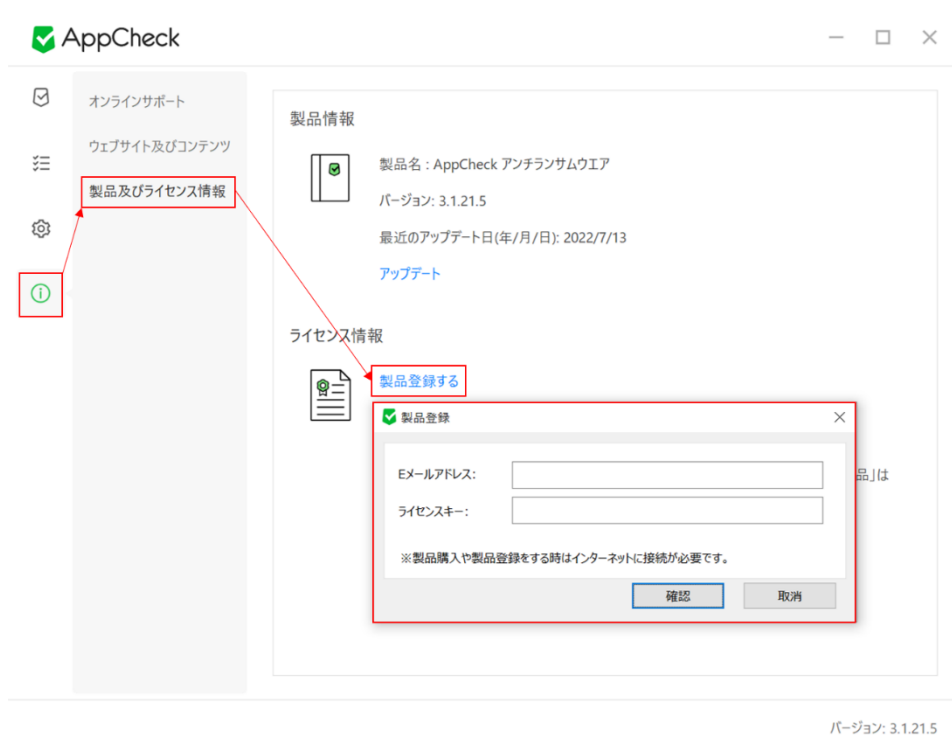 AppCheck
オンラインサポート
ウェブサイト及びコンテンツ
製品及びライセンス情報
製品情報
製品名 : AppCheck アンチランサムウエア
バージョン: 3.1.21.5
最近のアップデート日(年/月/日): 2022/7/13
アップデート
ライセンス情報
製品登録する
製品登録
品」は
Eメールアドレス:
ライセンスキー:
※製品購入や製品登録をする時はインターネットに接続が必要です。
確認
取消
バージョン: 3.1.21.5